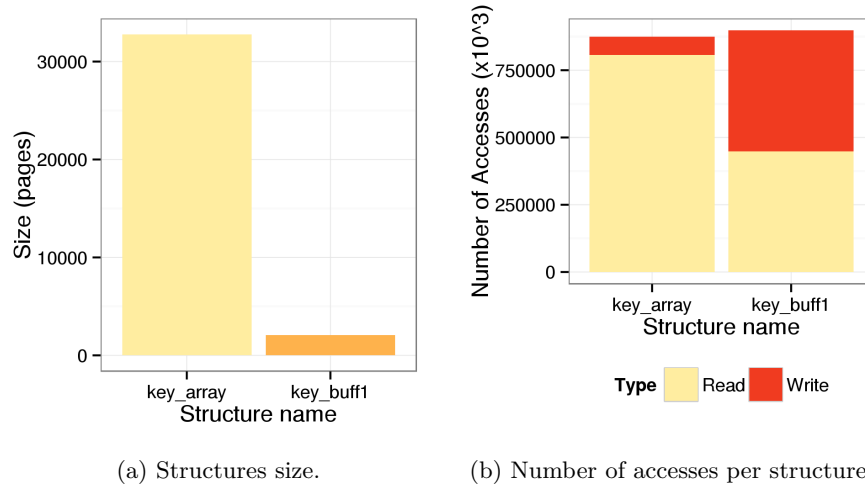 Size (pages)
30000
20000
10000
0
key_array
key_buff1
Structure name
(a) Structures size.
Number of Accesses (x10^3)
750000
500000
250000
0
key_array
key_buff1
Structure name
Type
Read
Write
(b) Number of accesses per structure